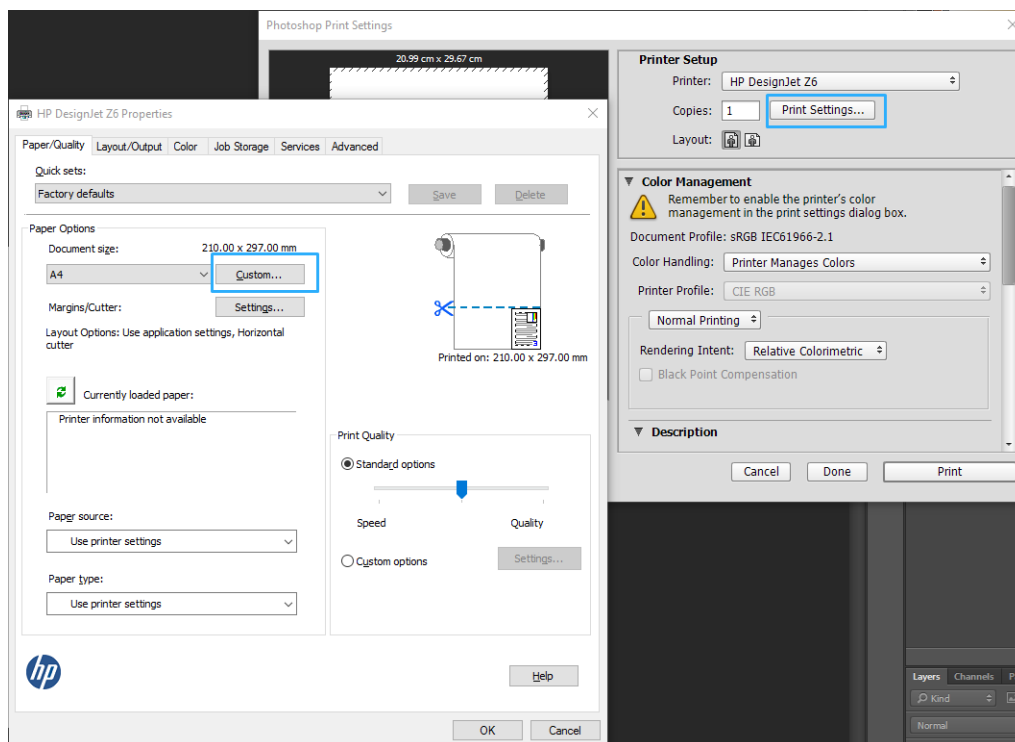 Photoshop Print Settings
20.99 cm x 29.67 cm
Printer Setup
Printer: HP DesignJet Z6
Copies: 1 Print Settings...
Layout:
Color Management
Remember to enable the printer's color
management in the print settings dialog box.
Document Profile: sRGB IEC61966-2.1
Color Handling: Printer Manages Colors
Printer Profile: CIE RGB
Normal Printing
Rendering Intent: Relative Colorimetric
Black Point Compensation
Description
Cancel Done Print
HP DesignJet Z6 Properties
Paper/Quality Layout/Output Color Job Storage Services Advanced
Quick sets:
Factory defaults Save Delete
Paper Options
Document size: 210.00 x 297.00 mm
A4 Custom...
Margins/Cutter: Settings...
Layout Options: Use application settings, Horizontal
cutter
Printed on: 210.00 x 297.00 mm
Currently loaded paper:
Printer information not available
Print Quality
Standard options
Speed Quality
Custom options Settings...
Paper source:
Use printer settings
Paper type:
Use printer settings
hp
Help
OK Cancel
Layers Channels P
Kind
Normal